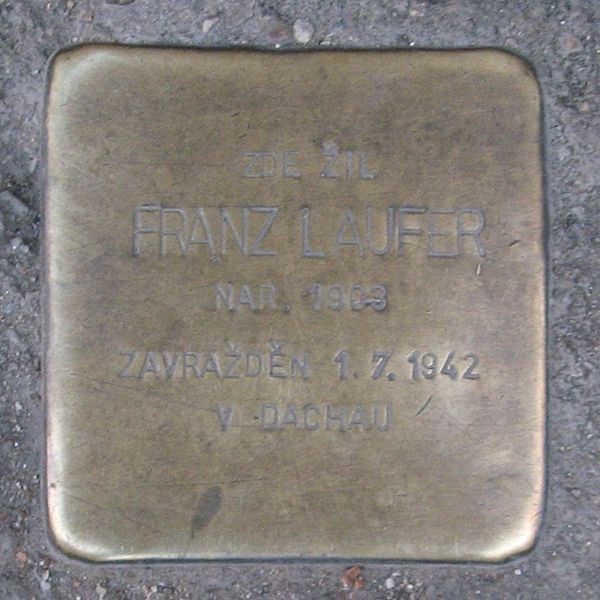 ZDE ŽIL
FRANZ LAUFER
NAR. 1903
ZAVRAŽDĚN 1.7.1942
V DACHAU